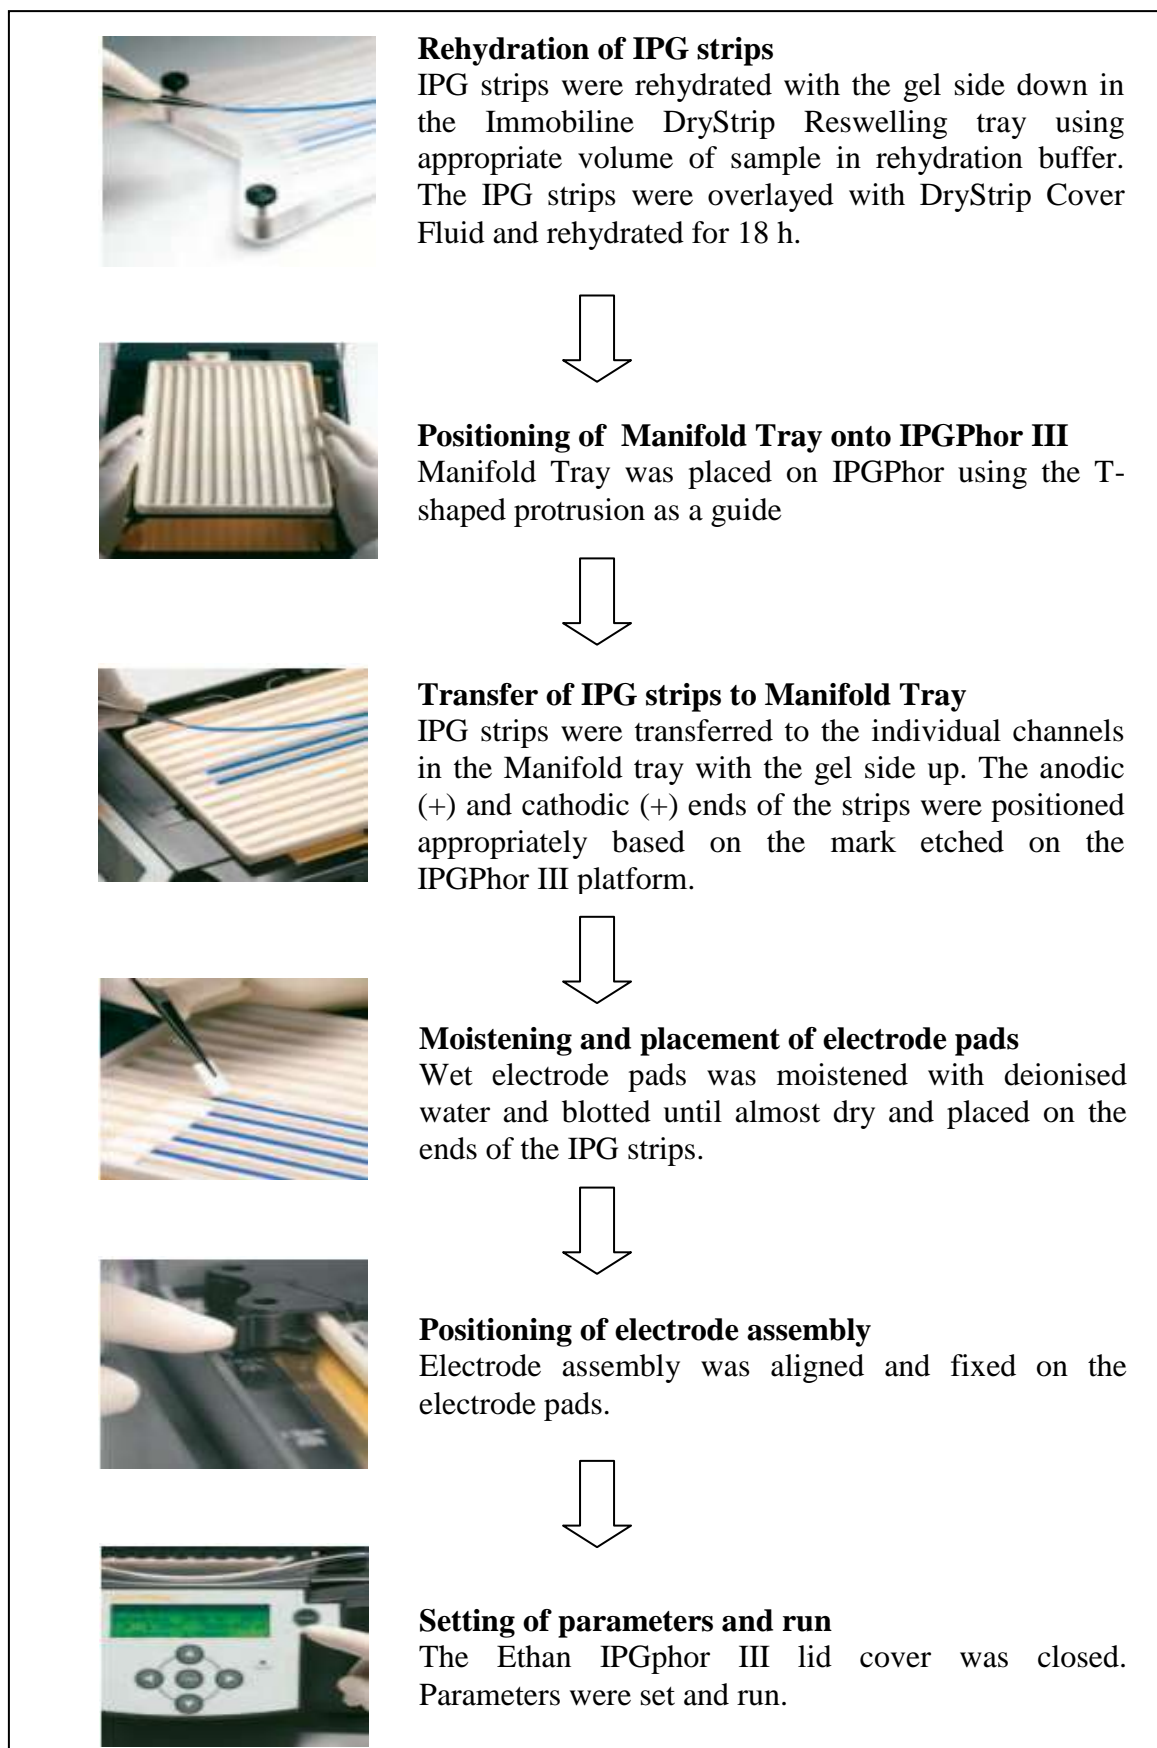 Rehydration of IPG strips
IPG strips were rehydrated with the gel side down in
the Immobiline DryStrip Reswelling tray using
appropriate volume of sample in rehydration buffer.
The IPG strips were overlayed with DryStrip Cover
Fluid and rehydrated for 18 h.
Positioning of Manifold Tray onto IPGPhor III
Manifold Tray was placed on IPGPhor using the T-
shaped protrusion as a guide
Transfer of IPG strips to Manifold Tray
IPG strips were transferred to the individual channels
in the Manifold tray with the gel side up. The anodic
(+) and cathodic (+) ends of the strips were positioned
appropriately based on the mark etched on the
IPGPhor III platform.
Moistening and placement of electrode pads
Wet electrode pads was moistened with deionised
water and blotted until almost dry and placed on the
ends of the IPG strips.
Positioning of electrode assembly
Electrode assembly was aligned and fixed on the
electrode pads.
Setting of parameters and run
The Ethan IPGphor III lid cover was closed.
Parameters were set and run.